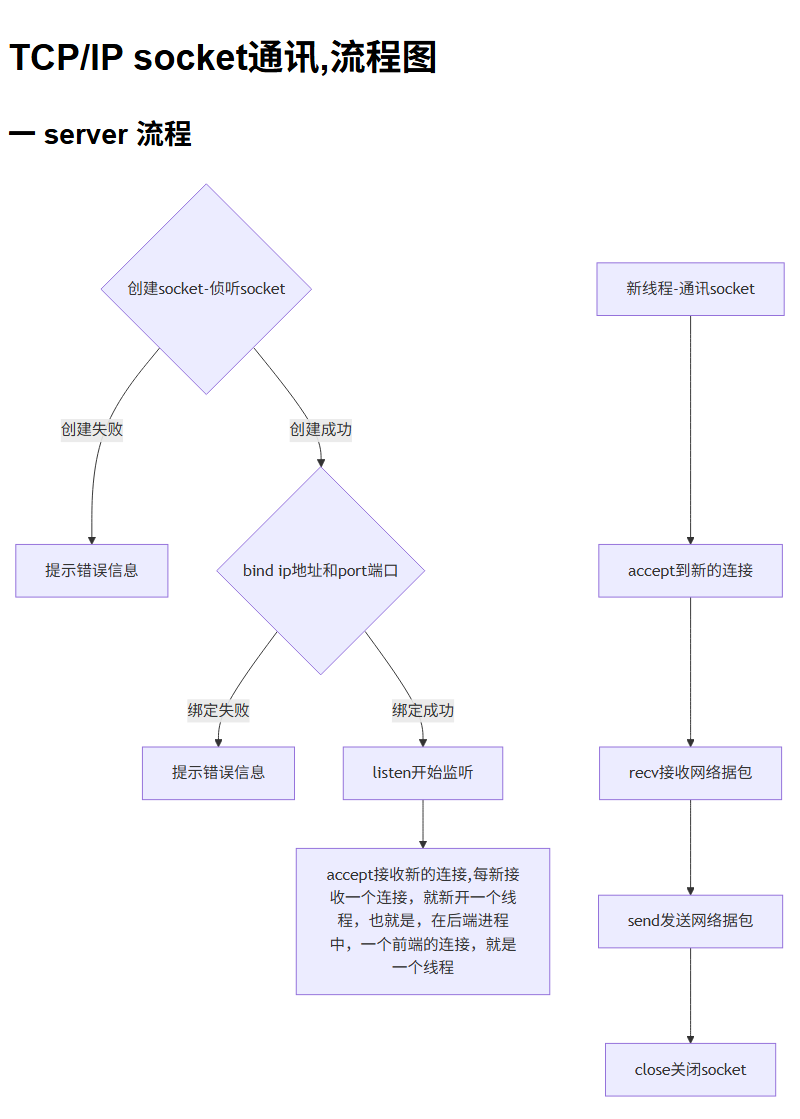 TCP/IP socket通讯,流程图
一 server 流程
创建socket-侦听socket
新线程-通讯socket
创建失败
创建成功
提示错误信息
bind ip地址和port端口
accept到新的连接
绑定失败
绑定成功
提示错误信息
listen开始监听
recv接收网络据包
accept接收新的连接,每新接
收一个连接，就新开一个线
程，也就是，在后端进程
中，一个前端的连接，就是
一个线程
send发送网络据包
close关闭socket